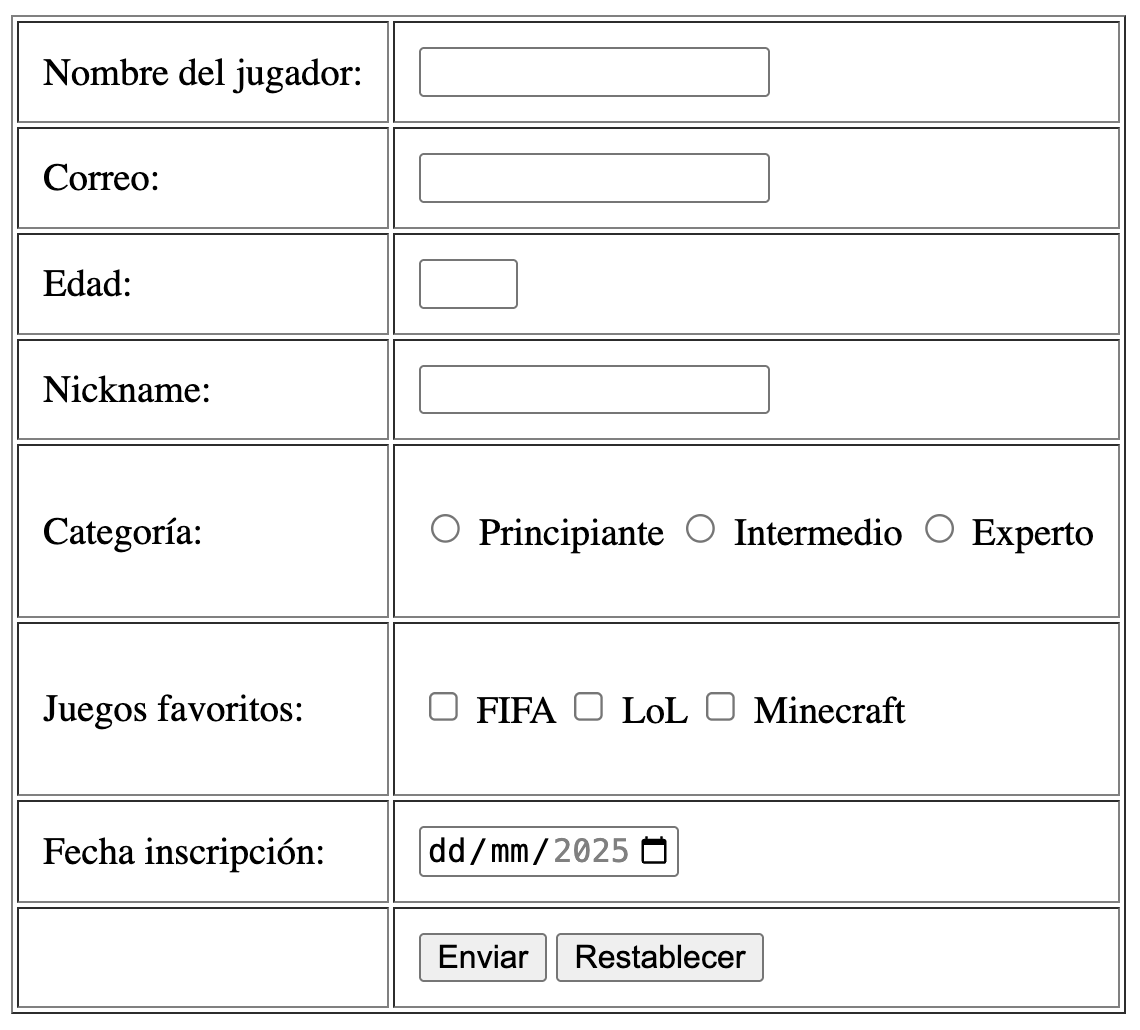 Nombre del jugador:
Correo:
Edad:
Nickname:
Categoría: Principiante Intermedio Experto
Juegos favoritos: FIFA LoL Minecraft
Fecha inscripción: dd/mm/2025
Enviar Restablecer